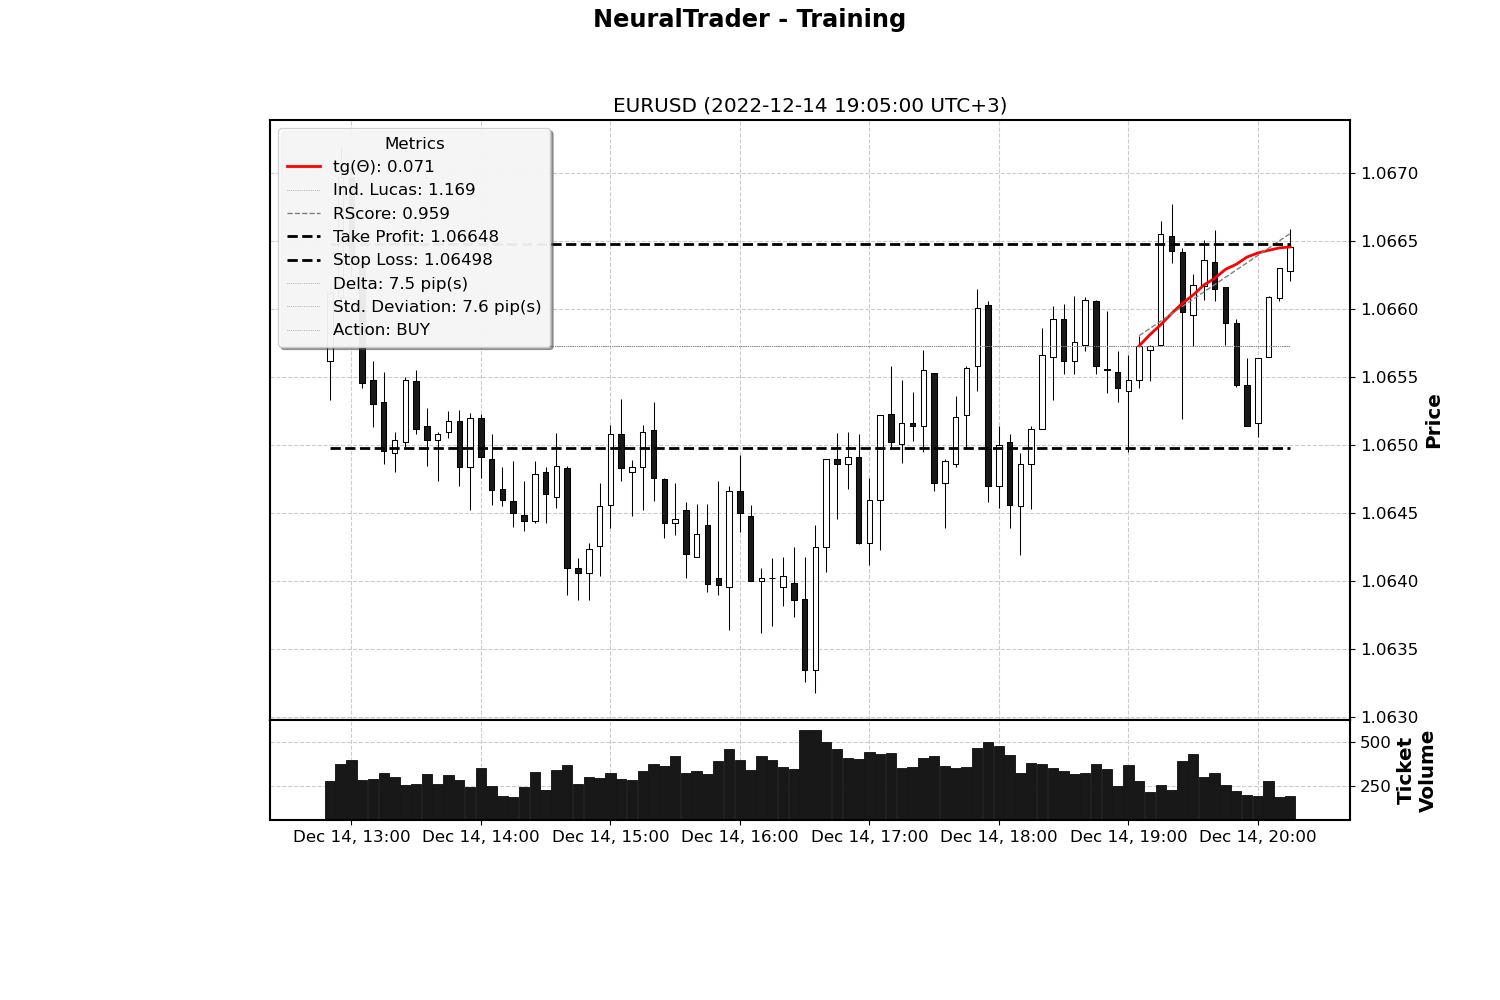 NeuralTrader - Training
EURUSD (2022-12-14 19:05:00 UTC+3)
Metrics
tg(Θ): 0.071
Ind. Lucas: 1.169
RScore: 0.959
Take Profit: 1.06648
Stop Loss: 1.06498
Delta: 7.5 pip(s)
Std. Deviation: 7.6 pip(s)
Action: BUY
1.0670
1.0665
1.0660
1.0655
1.0650
1.0645
1.0640
1.0635
1.0630
Price
500
250
Ticket
Volume
Dec 14, 13:00
Dec 14, 14:00
Dec 14, 15:00
Dec 14, 16:00
Dec 14, 17:00
Dec 14, 18:00
Dec 14, 19:00
Dec 14, 20:00